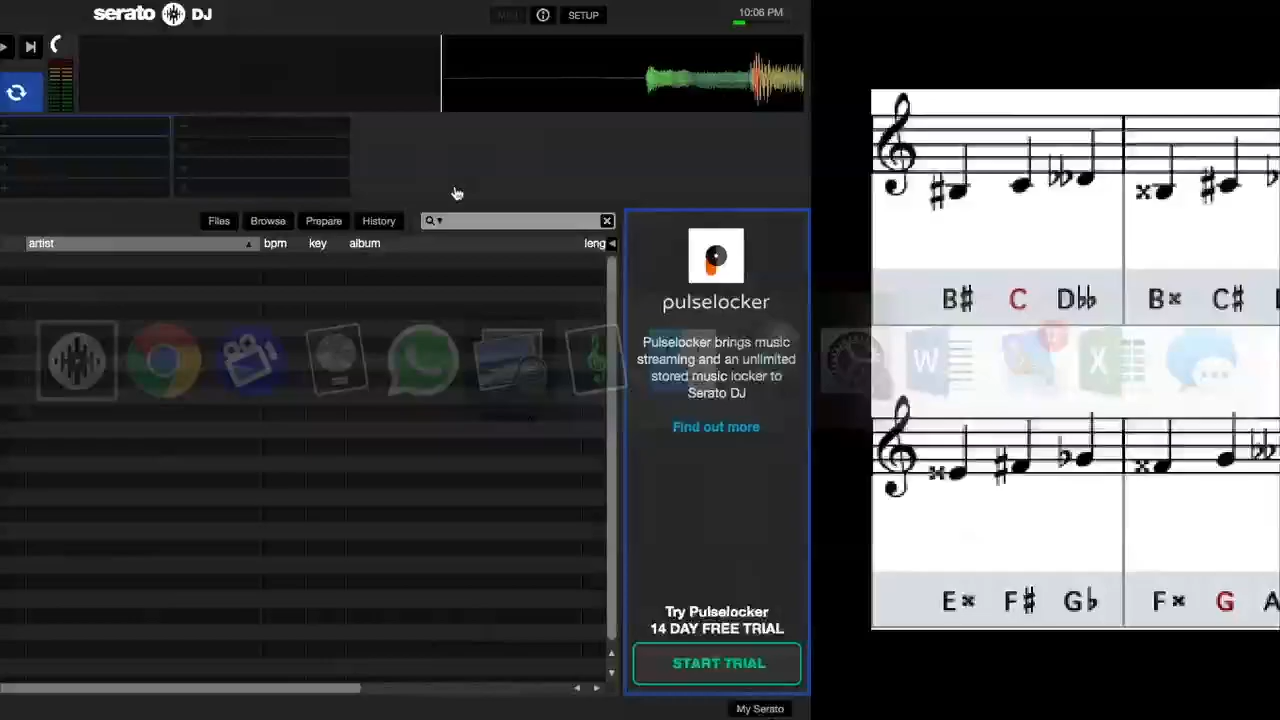 serato DJ
SETUP
10:06 PM
Files
Browse
Prepare
History
artist
bpm
key
album
leng
pulselocker
Pulselocker brings music
streaming and an unlimited
stored music locker to
Serato DJ
Find out more
Try Pulselocker
14 DAY FREE TRIAL
START TRIAL
My Serato
B♯ C D♭♭
B𝄪 C♯
E𝄪 F♯ G♭
F𝄪 G A